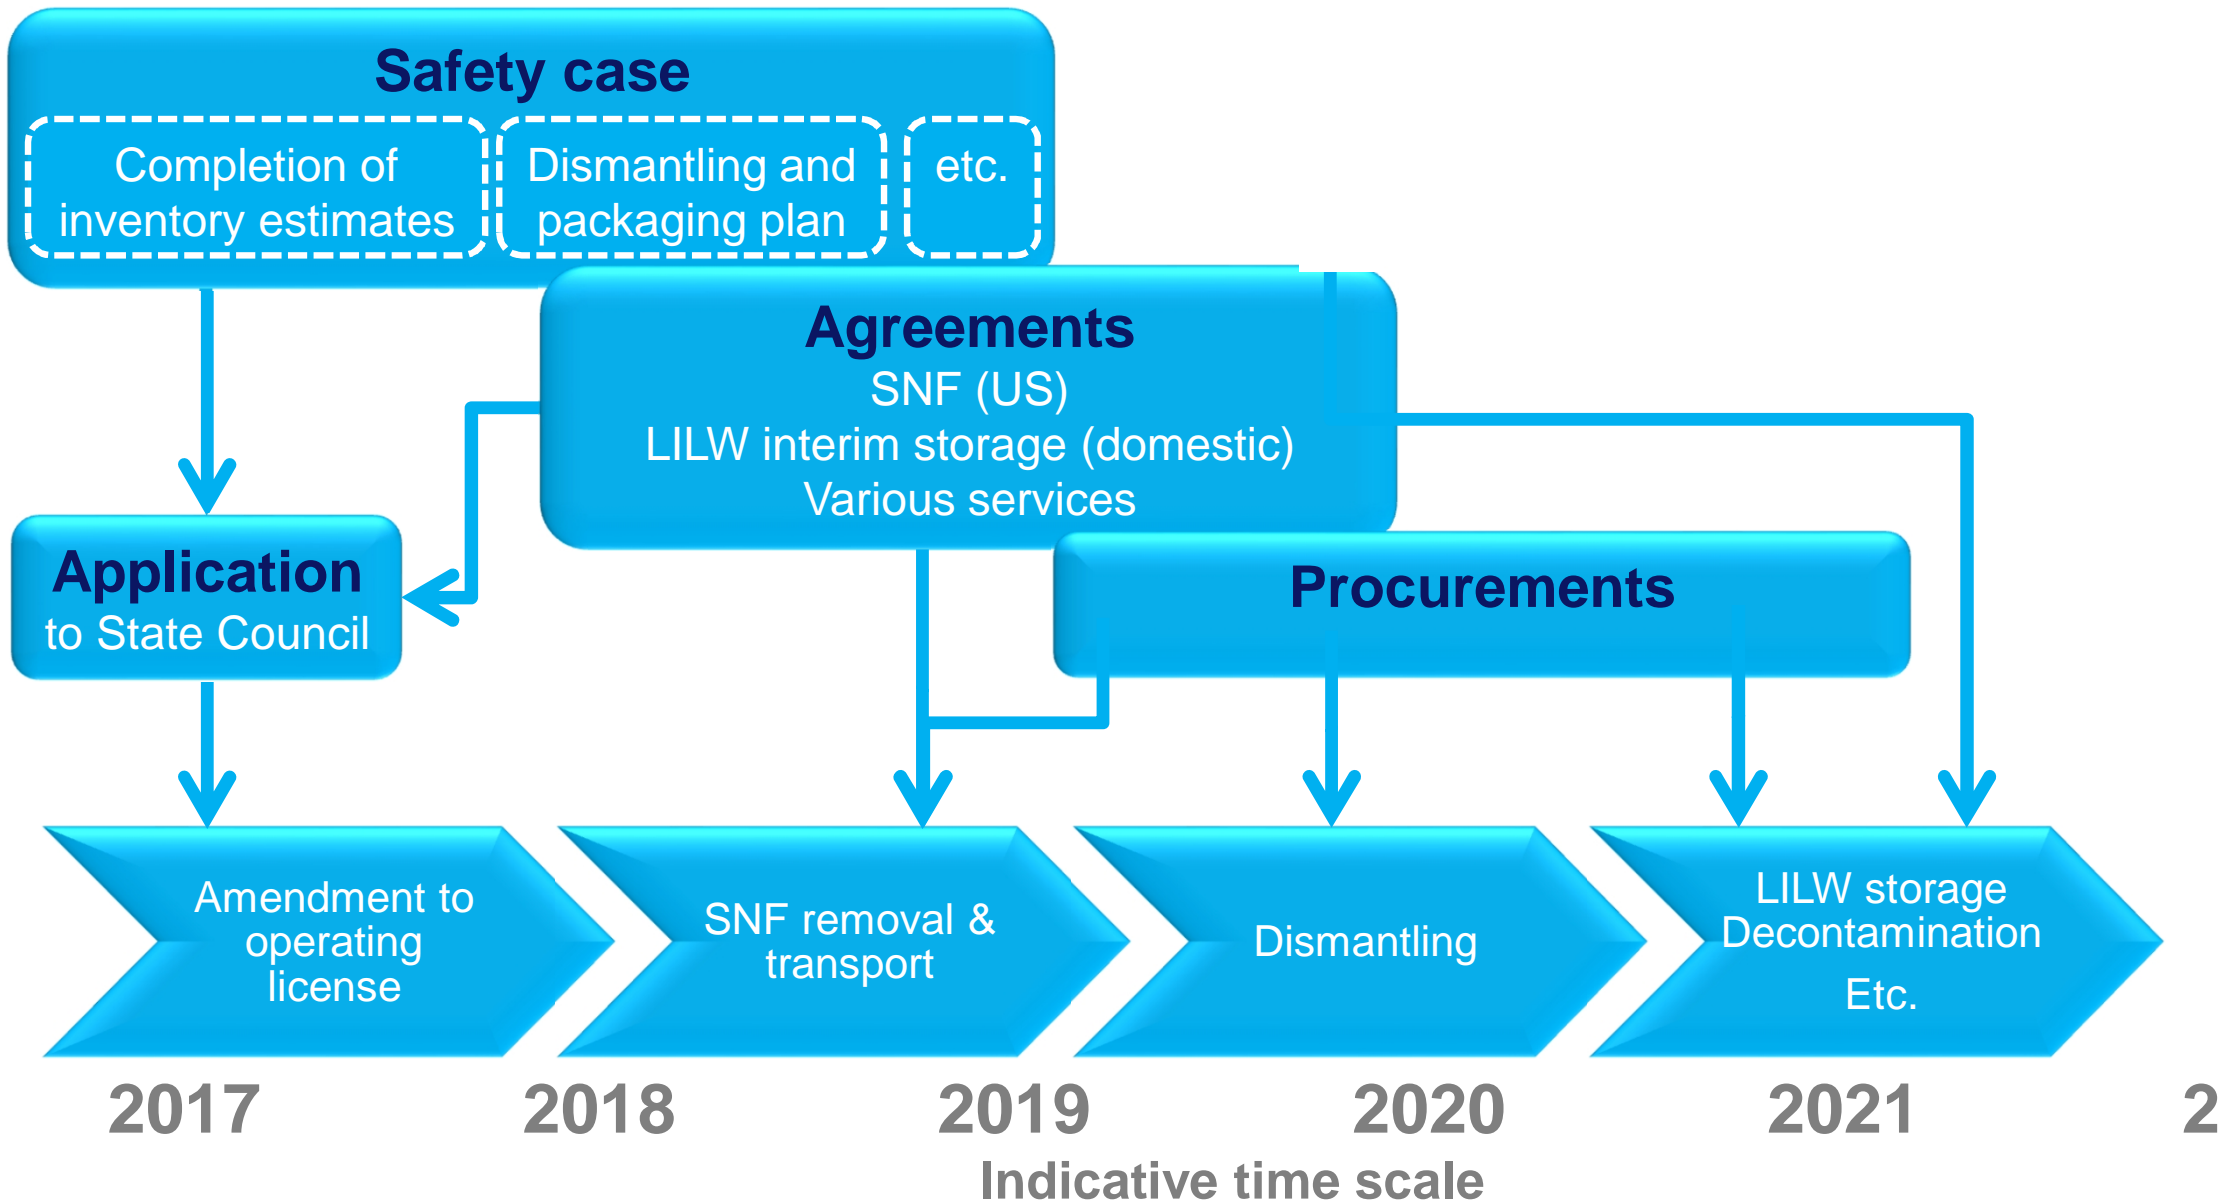 Safety case
Completion of
inventory estimates
Dismantling and
packaging plan
etc.
Agreements
SNF (US)
LILW interim storage (domestic)
Various services
Application
to State Council
Procurements
Amendment to
operating
license
SNF removal &
transport
Dismantling
LILW storage
Decontamination
Etc.
2017 2018 2019 2020 2021 2
Indicative time scale